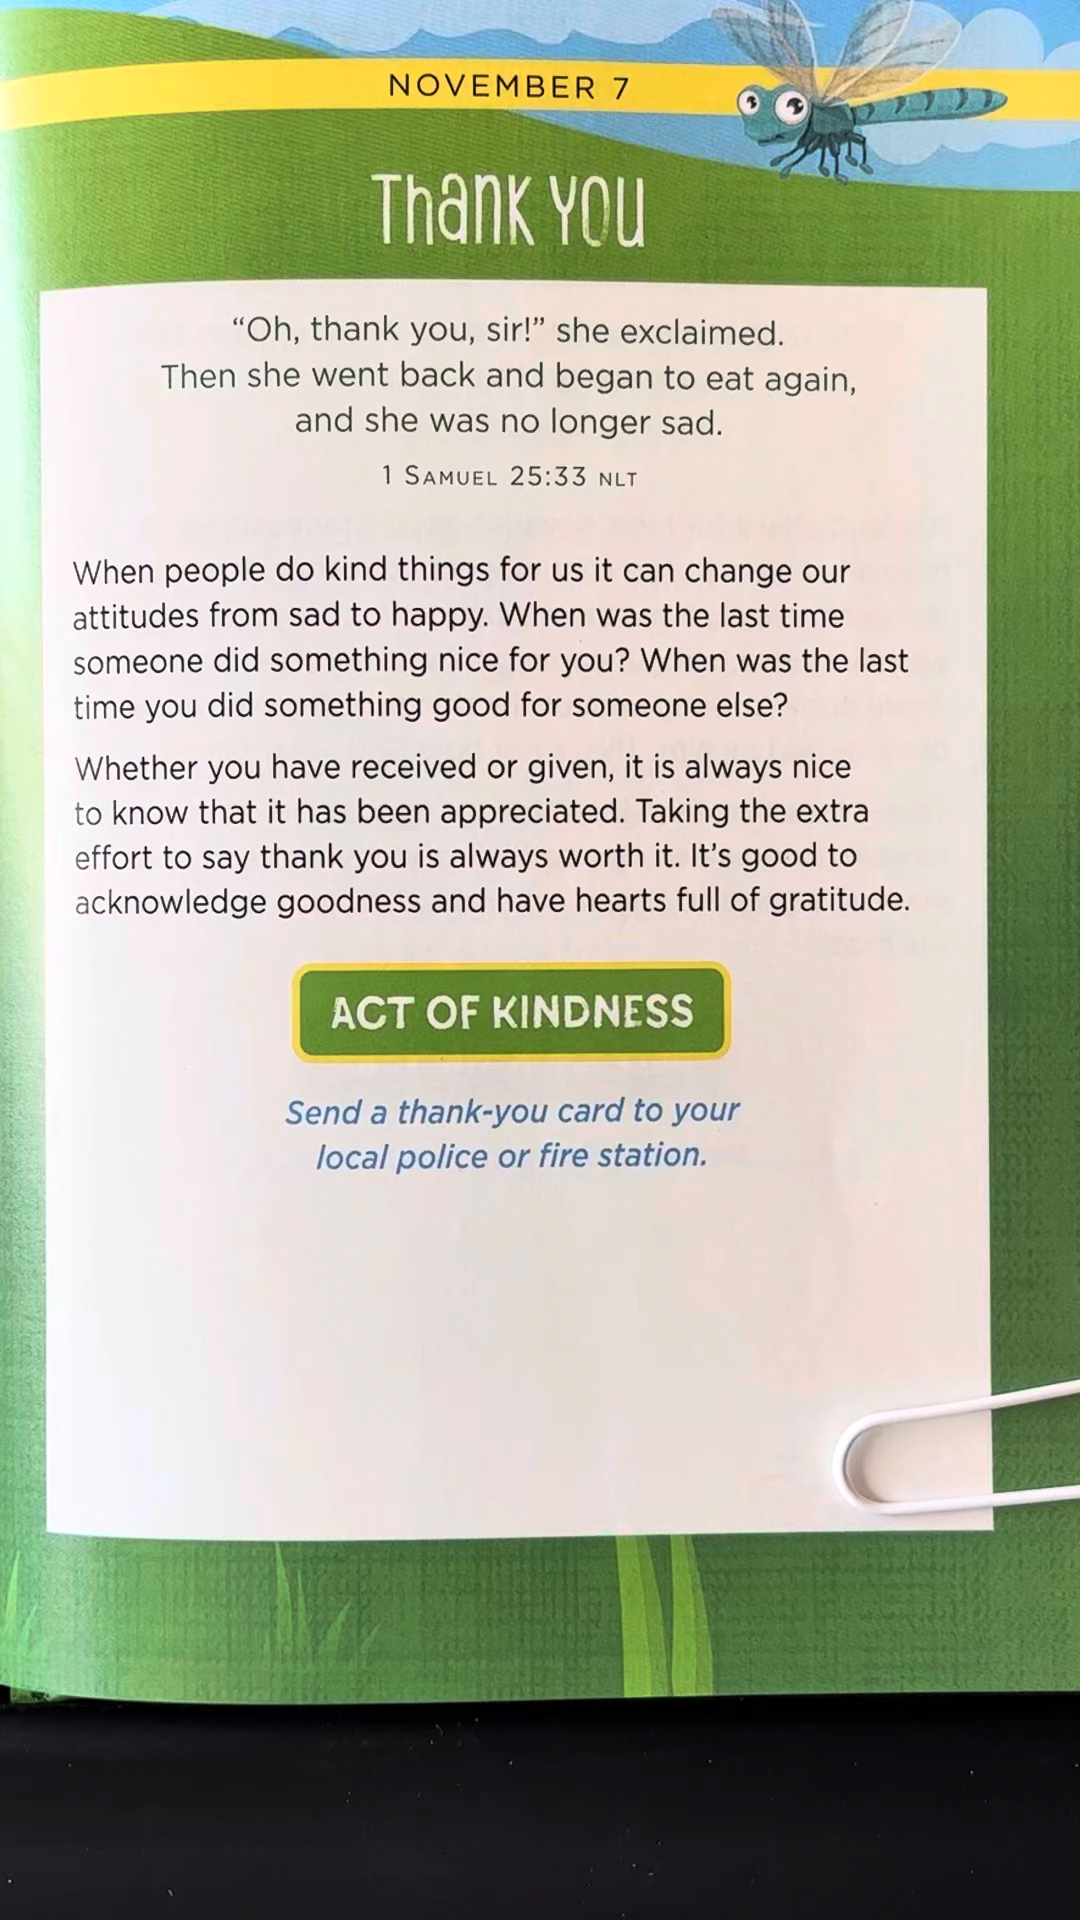 NOVEMBER 7
Thank You
“Oh, thank you, sir!” she exclaimed.
Then she went back and began to eat again,
and she was no longer sad.
1 SAMUEL 25:33 NLT
When people do kind things for us it can change our
attitudes from sad to happy. When was the last time
someone did something nice for you? When was the last
time you did something good for someone else?
Whether you have received or given, it is always nice
to know that it has been appreciated. Taking the extra
effort to say thank you is always worth it. It’s good to
acknowledge goodness and have hearts full of gratitude.
ACT OF KINDNESS
Send a thank-you card to your
local police or fire station.